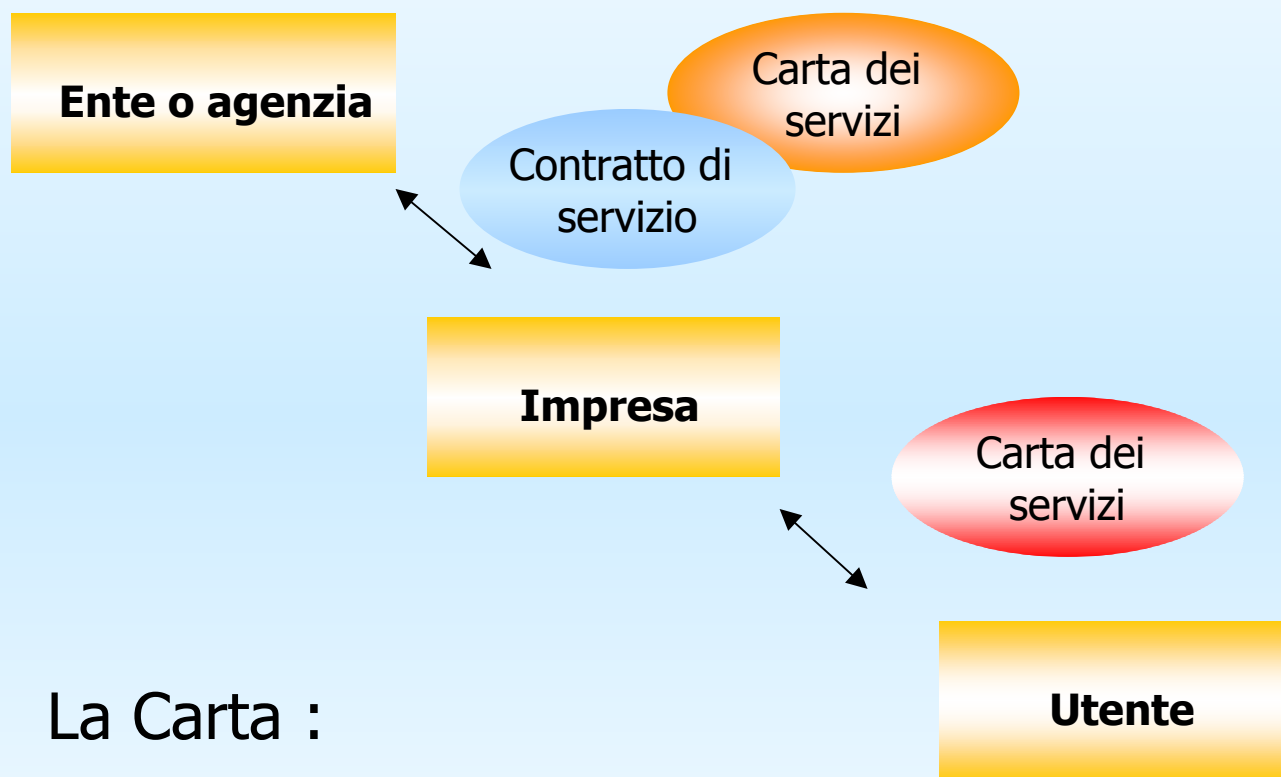 Ente o agenzia
Carta dei
servizi
Contratto di
servizio
Impresa
Carta dei
servizi
Utente
La Carta :